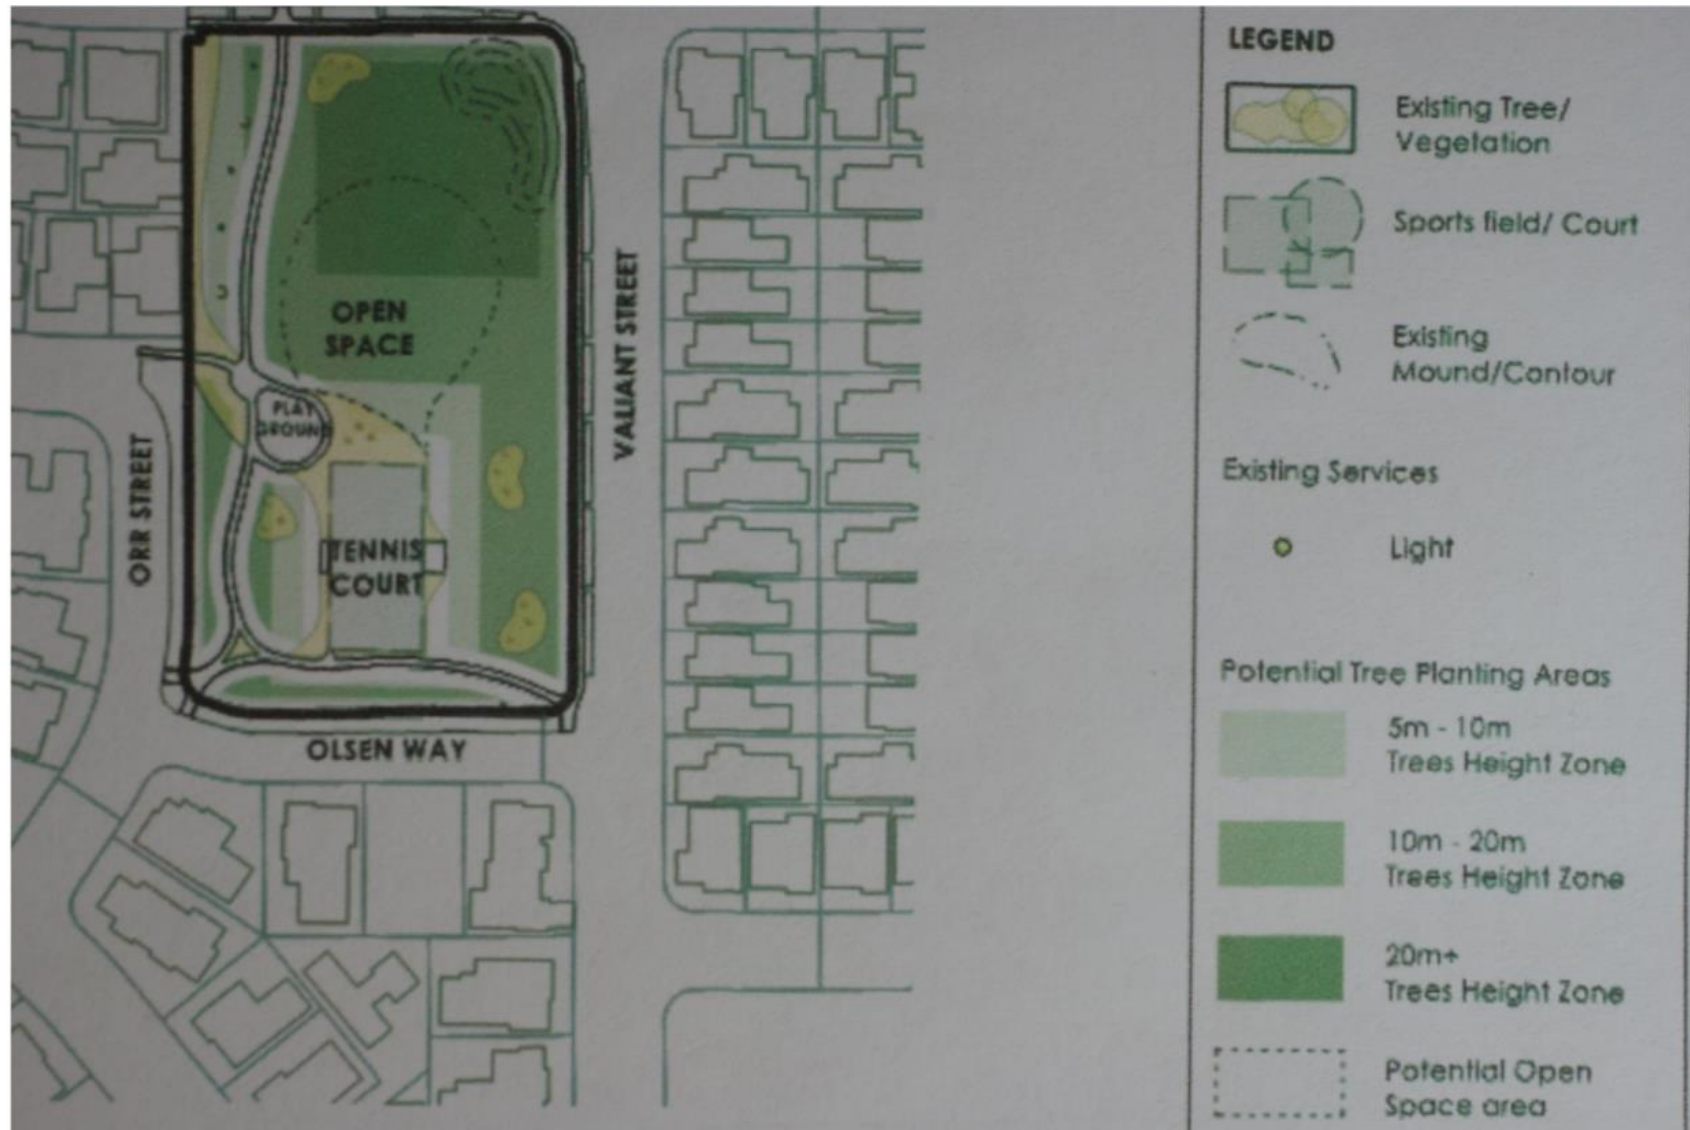 OPEN
SPACE
PLAY
GROUND
TENNIS
COURT
ORR STREET
VALIANT STREET
OLSEN WAY
LEGEND
Existing Tree/
Vegetation
Sports field/ Court
Existing
Mound/Contour
Existing Services
Light
Potential Tree Planting Areas
5m - 10m
Trees Height Zone
10m - 20m
Trees Height Zone
20m+
Trees Height Zone
Potential Open
Space area